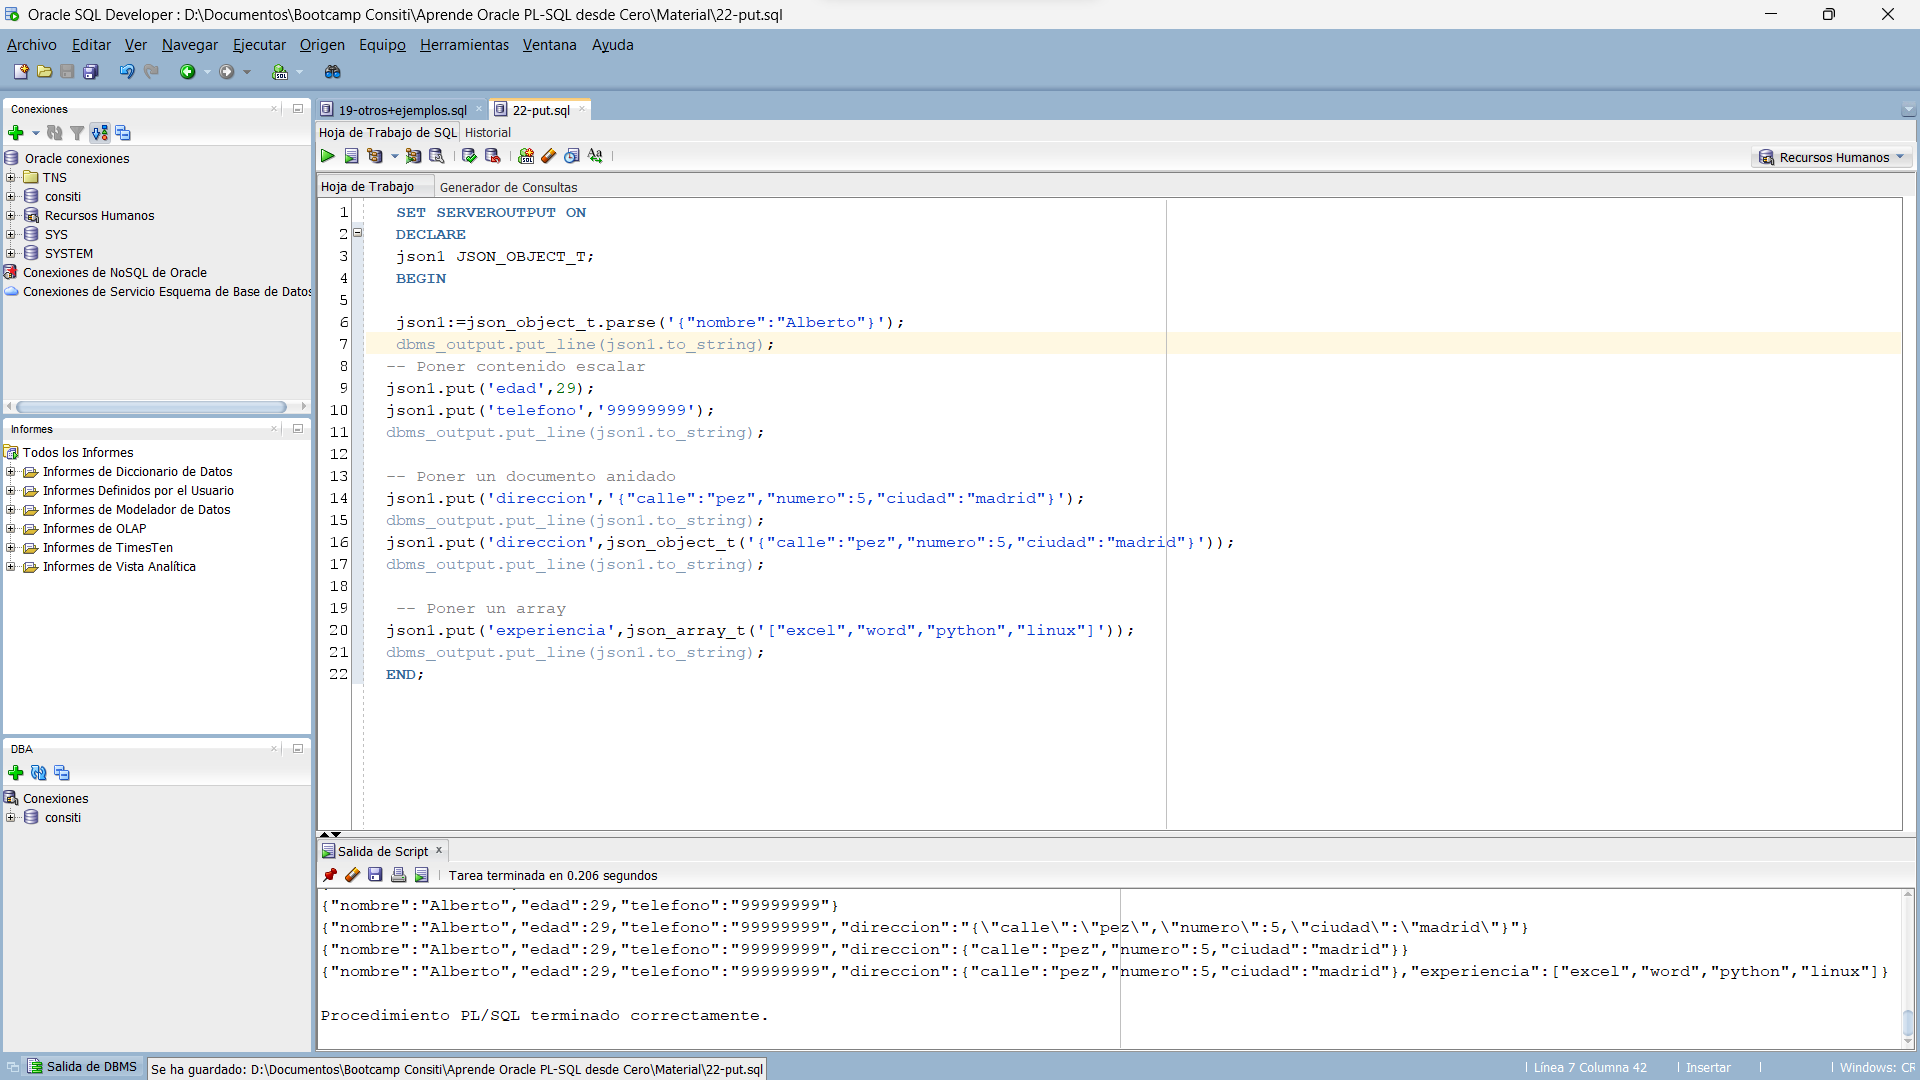 Oracle SQL Developer : D:\Documentos\Bootcamp Consiti\Aprende Oracle PL-SQL desde Cero\Material\22-put.sql
Archivo Editar Ver Navegar Ejecutar Origen Equipo Herramientas Ventana Ayuda
Conexiones
Oracle conexiones
TNS
consiti
Recursos Humanos
SYS
SYSTEM
Conexiones de NoSQL de Oracle
Conexiones de Servicio Esquema de Base de Datos
Informes
Todos los Informes
Informes de Diccionario de Datos
Informes Definidos por el Usuario
Informes de Modelador de Datos
Informes de OLAP
Informes de TimesTen
Informes de Vista Analítica
DBA
Conexiones
consiti
19-otros+ejemplos.sql
22-put.sql
Hoja de Trabajo de SQL Historial
Recursos Humanos
Hoja de Trabajo Generador de Consultas
1 SET SERVEROUTPUT ON
2 DECLARE
3 json1 JSON_OBJECT_T;
4 BEGIN
5
6 json1:=json_object_t.parse('{"nombre":"Alberto"}');
7 dbms_output.put_line(json1.to_string);
8 -- Poner contenido escalar
9 json1.put('edad',29);
10 json1.put('telefono','99999999');
11 dbms_output.put_line(json1.to_string);
12
13 -- Poner un documento anidado
14 json1.put('direccion','{"calle":"pez","numero":5,"ciudad":"madrid"}');
15 dbms_output.put_line(json1.to_string);
16 json1.put('direccion',json_object_t('{"calle":"pez","numero":5,"ciudad":"madrid"}'));
17 dbms_output.put_line(json1.to_string);
18
19 -- Poner un array
20 json1.put('experiencia',json_array_t('["excel","word","python","linux"]'));
21 dbms_output.put_line(json1.to_string);
22 END;
Salida de Script
Tarea terminada en 0.206 segundos
{"nombre":"Alberto","edad":29,"telefono":"99999999"}
{"nombre":"Alberto","edad":29,"telefono":"99999999","direccion":"{\"calle\":\"pez\",\"numero\":5,\"ciudad\":\"madrid\"}"}
{"nombre":"Alberto","edad":29,"telefono":"99999999","direccion":{"calle":"pez","numero":5,"ciudad":"madrid"}}
{"nombre":"Alberto","edad":29,"telefono":"99999999","direccion":{"calle":"pez","numero":5,"ciudad":"madrid"},"experiencia":["excel","word","python","linux"]}
Procedimiento PL/SQL terminado correctamente.
Salida de DBMS
Se ha guardado: D:\Documentos\Bootcamp Consiti\Aprende Oracle PL-SQL desde Cero\Material\22-put.sql
Línea 7 Columna 42
Insertar
Windows: CR